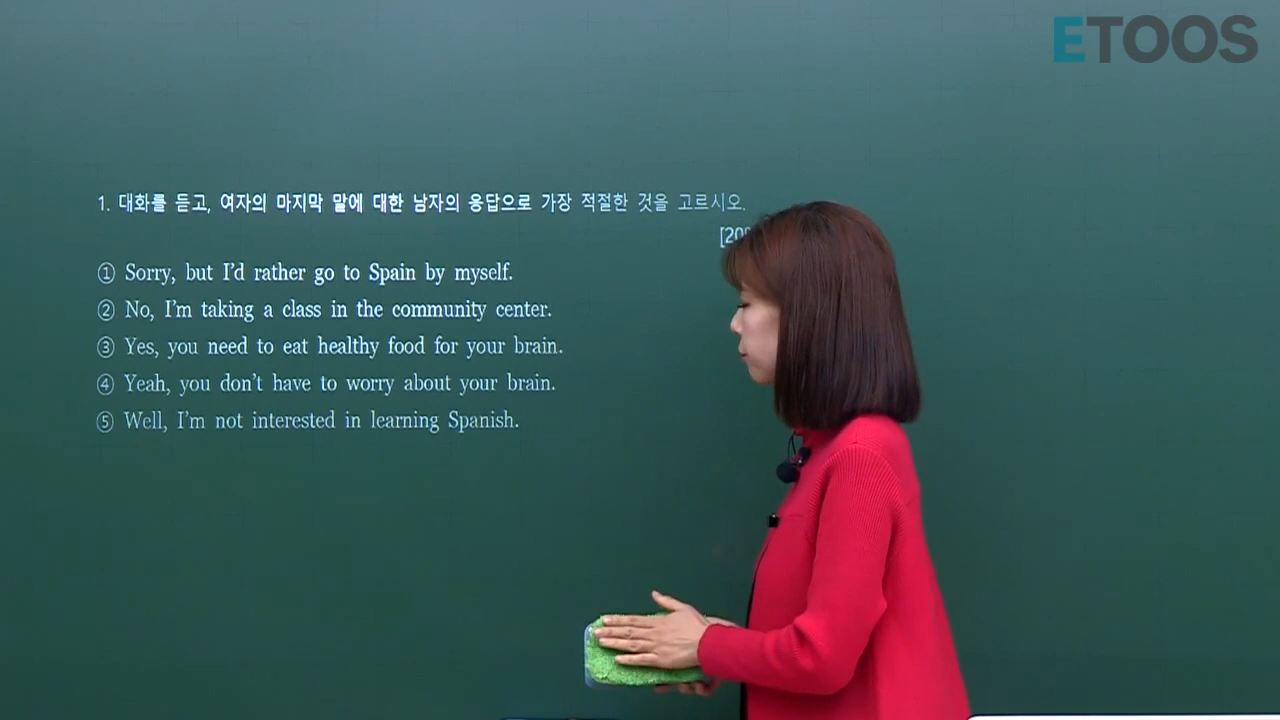 ETOOS
1. 대화를 듣고, 여자의 마지막 말에 대한 남자의 응답으로 가장 적절한 것을 고르시오.
① Sorry, but I'd rather go to Spain by myself.
② No, I'm taking a class in the community center.
③ Yes, you need to eat healthy food for your brain.
④ Yeah, you don't have to worry about your brain.
⑤ Well, I'm not interested in learning Spanish.